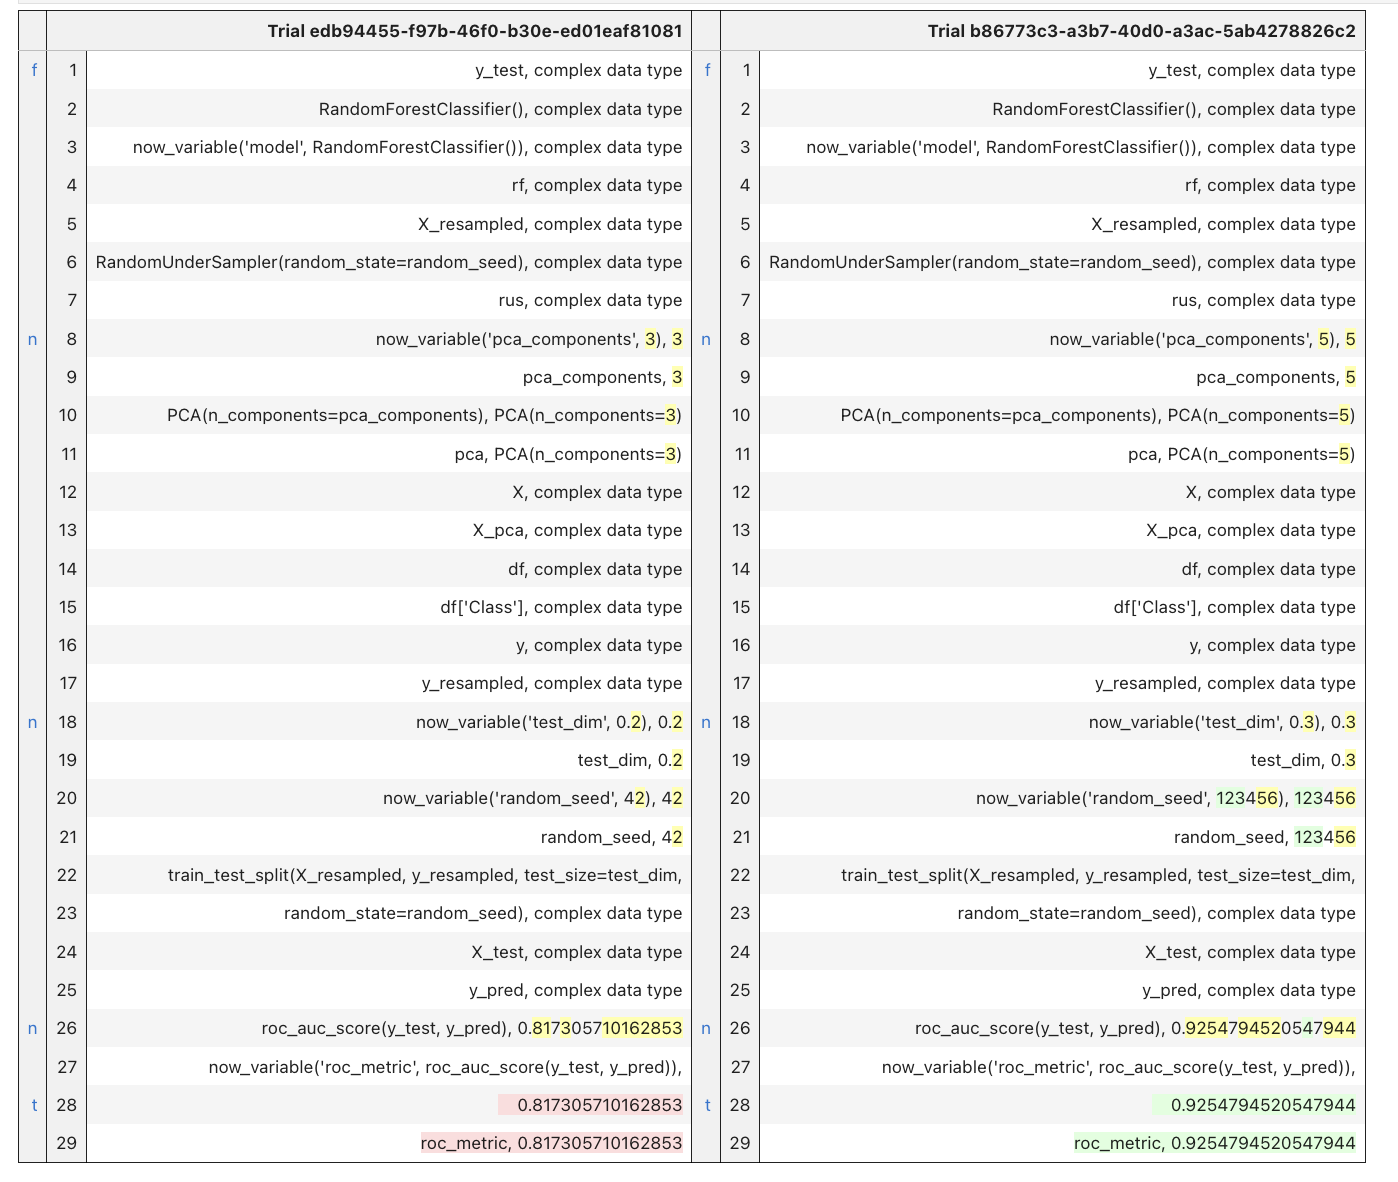 Trial edb94455-f97b-46f0-b30e-ed01eaf81081 Trial b86773c3-a3b7-40d0-a3ac-5ab4278826c2
f 1 y_test, complex data type f 1 y_test, complex data type
2 RandomForestClassifier(), complex data type 2 RandomForestClassifier(), complex data type
3 now_variable('model', RandomForestClassifier()), complex data type 3 now_variable('model', RandomForestClassifier()), complex data type
4 rf, complex data type 4 rf, complex data type
5 X_resampled, complex data type 5 X_resampled, complex data type
6 RandomUnderSampler(random_state=random_seed), complex data type 6 RandomUnderSampler(random_state=random_seed), complex data type
7 rus, complex data type 7 rus, complex data type
n 8 now_variable('pca_components', 3), 3 n 8 now_variable('pca_components', 5), 5
9 pca_components, 3 9 pca_components, 5
10 PCA(n_components=pca_components), PCA(n_components=3) 10 PCA(n_components=pca_components), PCA(n_components=5)
11 pca, PCA(n_components=3) 11 pca, PCA(n_components=5)
12 X, complex data type 12 X, complex data type
13 X_pca, complex data type 13 X_pca, complex data type
14 df, complex data type 14 df, complex data type
15 df['Class'], complex data type 15 df['Class'], complex data type
16 y, complex data type 16 y, complex data type
17 y_resampled, complex data type 17 y_resampled, complex data type
n 18 now_variable('test_dim', 0.2), 0.2 n 18 now_variable('test_dim', 0.3), 0.3
19 test_dim, 0.2 19 test_dim, 0.3
20 now_variable('random_seed', 42), 42 20 now_variable('random_seed', 123456), 123456
21 random_seed, 42 21 random_seed, 123456
22 train_test_split(X_resampled, y_resampled, test_size=test_dim, 22 train_test_split(X_resampled, y_resampled, test_size=test_dim,
23 random_state=random_seed), complex data type 23 random_state=random_seed), complex data type
24 X_test, complex data type 24 X_test, complex data type
25 y_pred, complex data type 25 y_pred, complex data type
n 26 roc_auc_score(y_test, y_pred), 0.817305710162853 n 26 roc_auc_score(y_test, y_pred), 0.9254794520547944
27 now_variable('roc_metric', roc_auc_score(y_test, y_pred)), 27 now_variable('roc_metric', roc_auc_score(y_test, y_pred)),
t 28 0.817305710162853 t 28 0.9254794520547944
29 roc_metric, 0.817305710162853 29 roc_metric, 0.9254794520547944